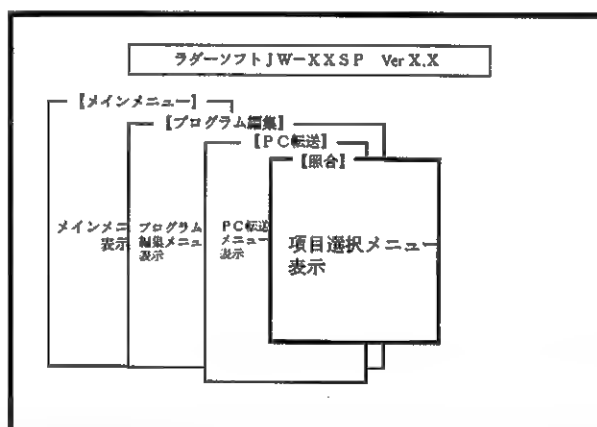 ラダーソフトJW-XXSP Ver X.X
【メインメニュー】
【プログラム編集】
【PC転送】
【照合】
メインメニ
表示
プログラム
編集メニュ
表示
PC転送
メニュー
表示
項目選択メニュー
表示